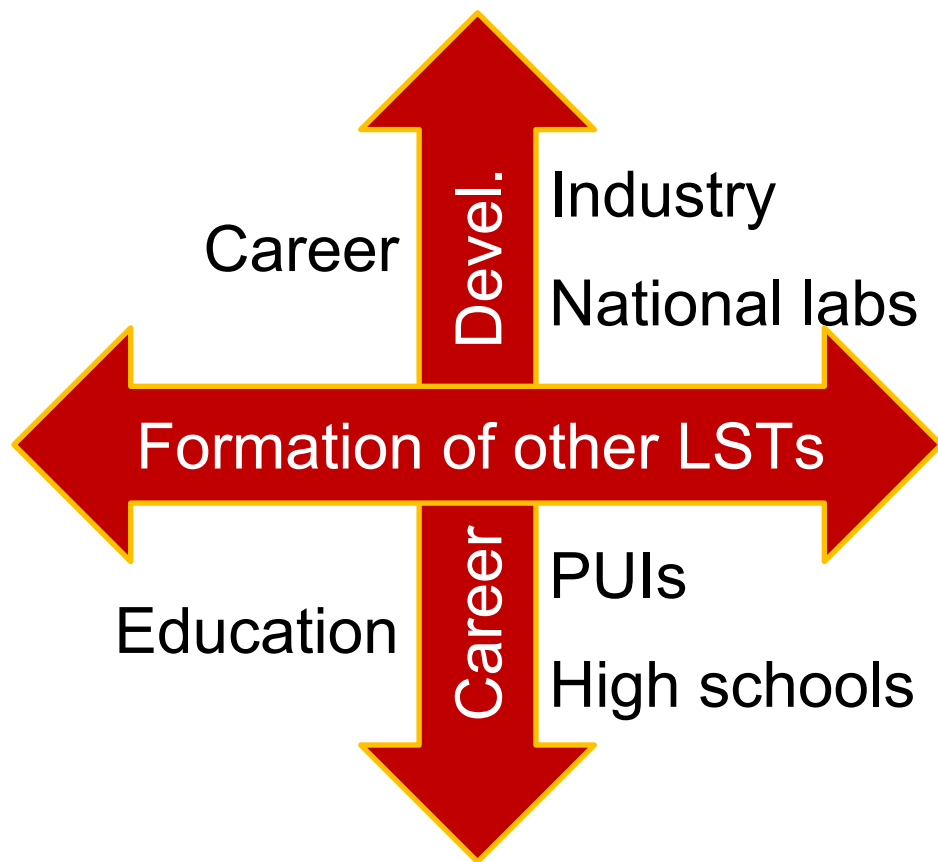 Career
Devel.
Industry
National labs
Formation of other LSTs
Education
Career
PUIs
High schools